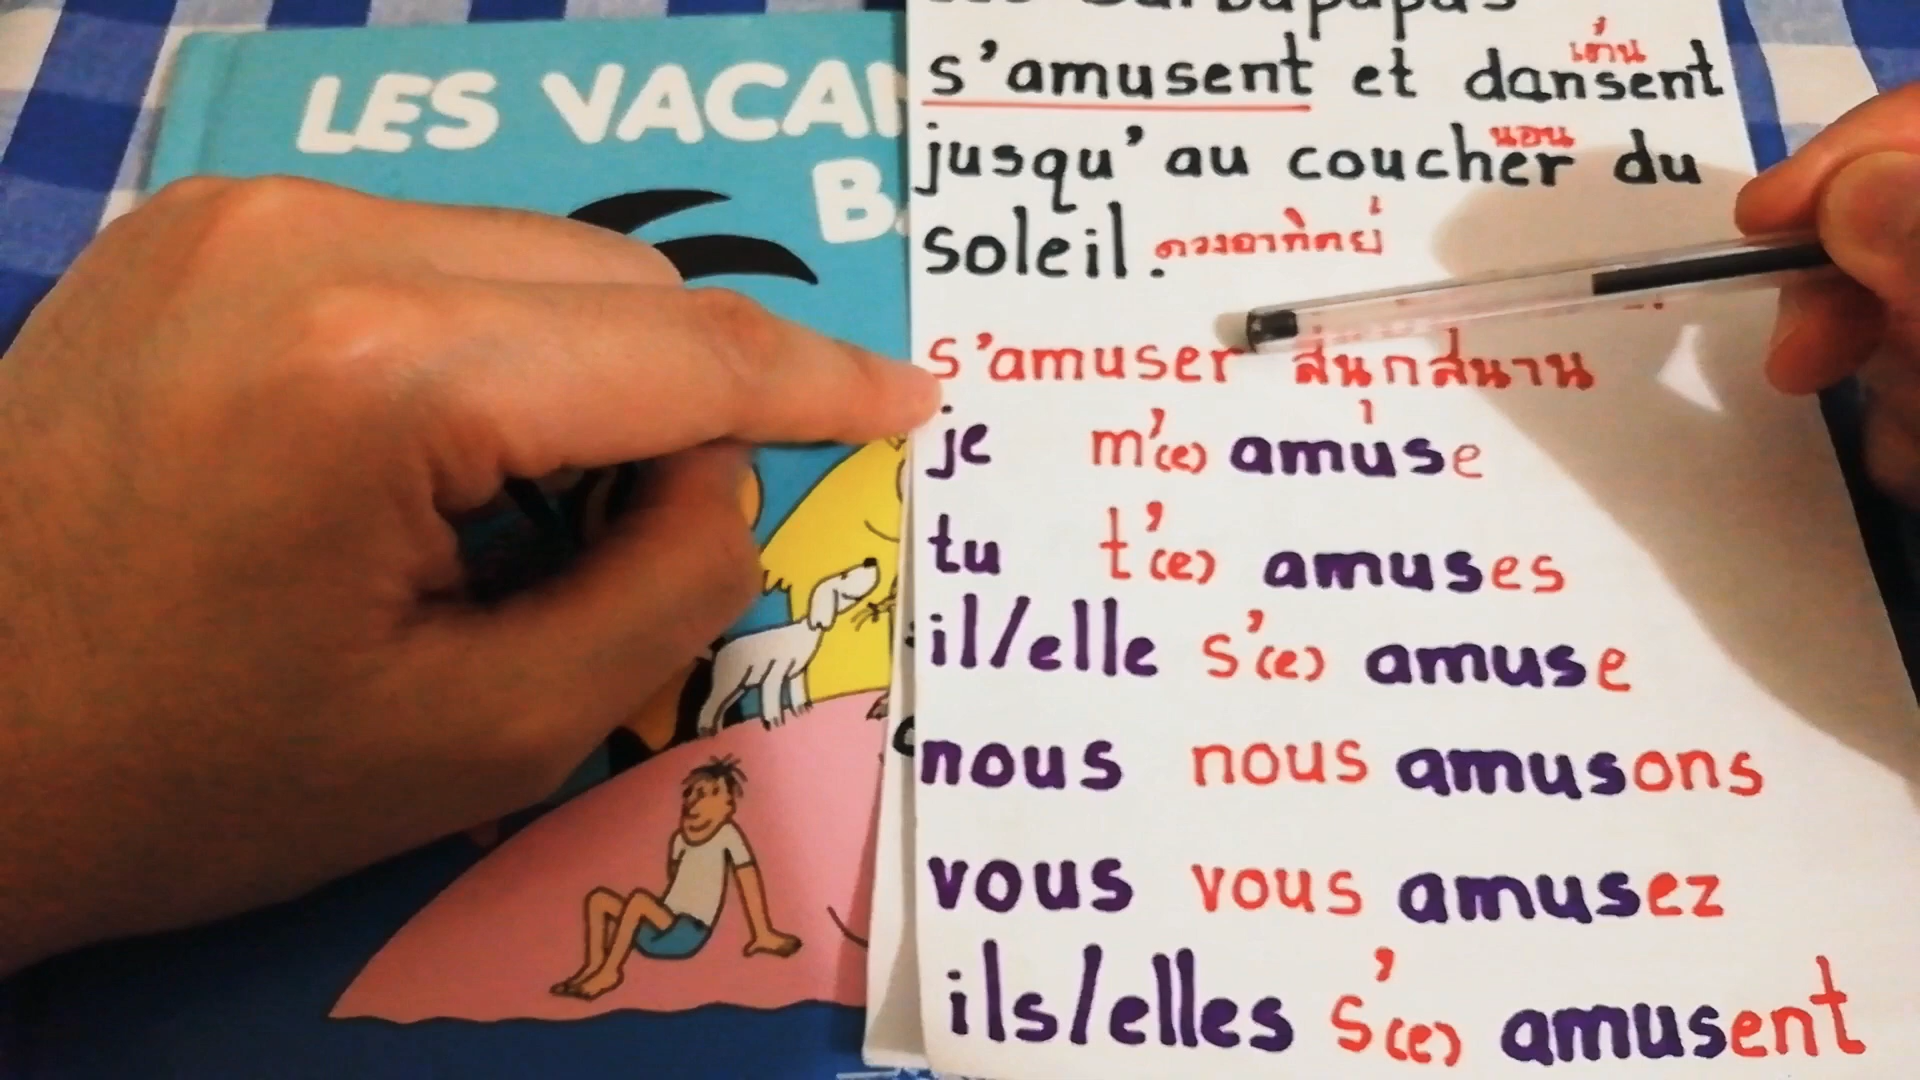 LES VACAN
BA
s'amusent et dansent
เต้น
jusqu'au coucher du
นอน
soleil. ดวงอาทิตย์
s'amuser สนุกสนาน
je m'(e) amuse
tu t'(e) amuses
il/elle s'(e) amuse
nous nous amusons
vous vous amusez
ils/elles s'(e) amusent